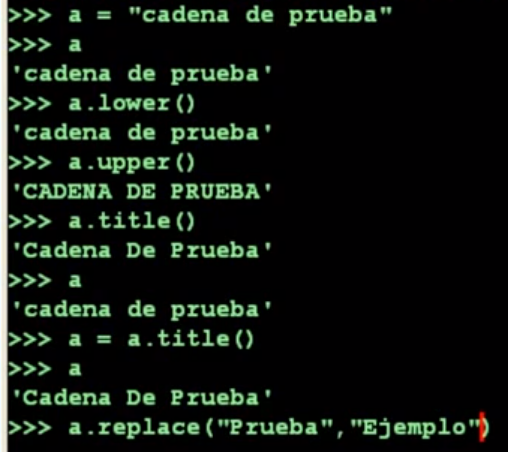 >>> a = "cadena de prueba"
>>> a
'cadena de prueba'
>>> a.lower()
'cadena de prueba'
>>> a.upper()
'CADENA DE PRUEBA'
>>> a.title()
'Cadena De Prueba'
>>> a
'cadena de prueba'
>>> a = a.title()
>>> a
'Cadena De Prueba'
>>> a.replace("Prueba","Ejemplo")